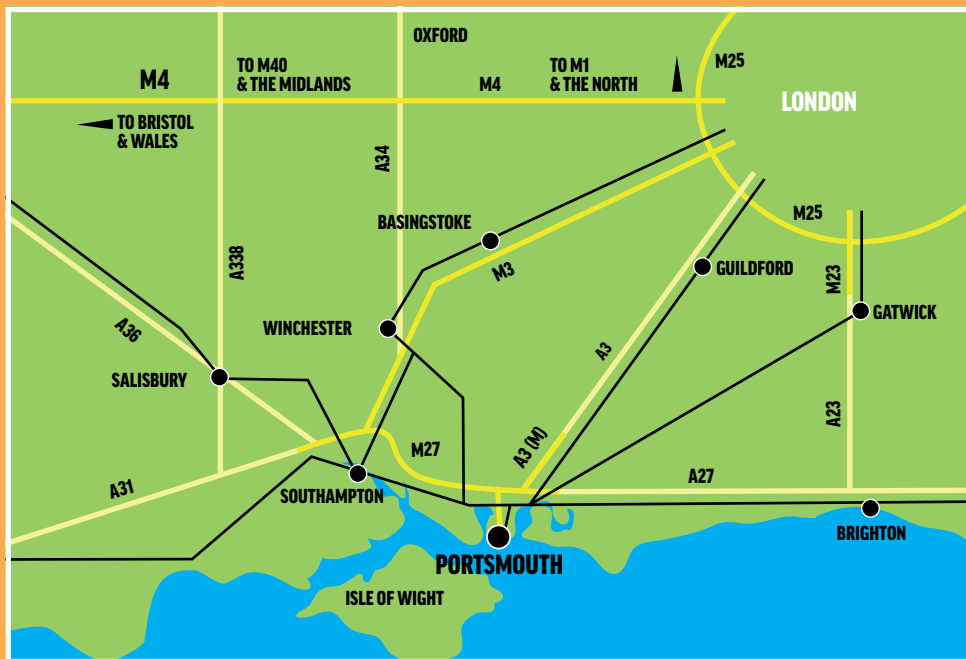 OXFORD
M25
TO M40
& THE MIDLANDS
TO M1
& THE NORTH
M4
M4
LONDON
TO BRISTOL
& WALES
A34
BASINGSTOKE
M25
A338
M3
GUILDFORD
M23
A36
WINCHESTER
GATWICK
A3
SALISBURY
A23
A3 (M)
M27
A27
A31
SOUTHAMPTON
BRIGHTON
PORTSMOUTH
ISLE OF WIGHT